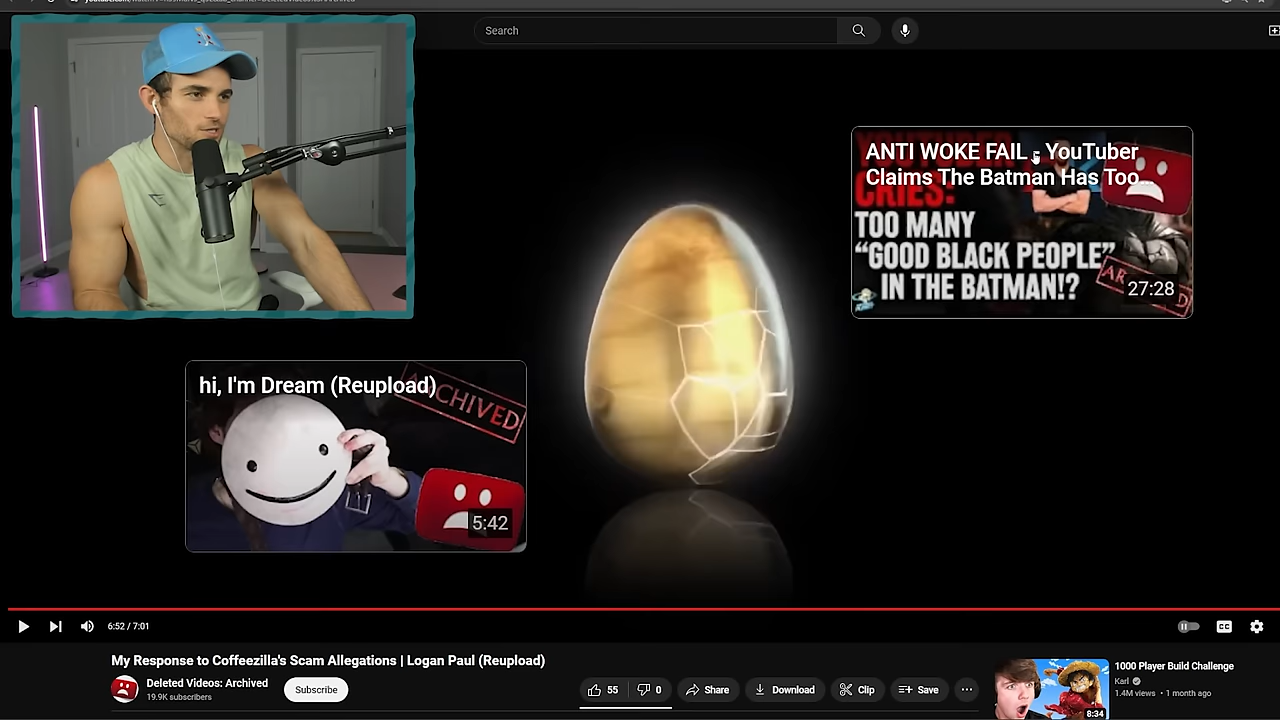 Search
ANTI WOKE FAIL - YouTuber
Claims The Batman Has Too...
CRIES:
TOO MANY
“GOOD BLACK PEOPLE”
IN THE BATMAN!?
27:28
hi, I'm Dream (Reupload)
ARCHIVED
5:42
6:52 / 7:01
CC
My Response to Coffeezilla's Scam Allegations | Logan Paul (Reupload)
Deleted Videos: Archived
19.9K subscribers
Subscribe
55
0
Share
Download
Clip
Save
1000 Player Build Challenge
Karl
1.4M views • 1 month ago
8:34